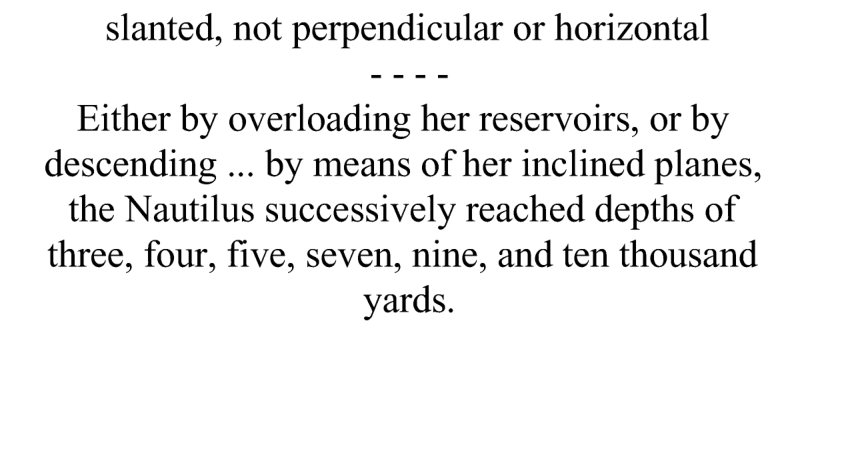 slanted, not perpendicular or horizontal
- - - -
Either by overloading her reservoirs, or by
descending ... by means of her inclined planes,
the Nautilus successively reached depths of
three, four, five, seven, nine, and ten thousand
yards.